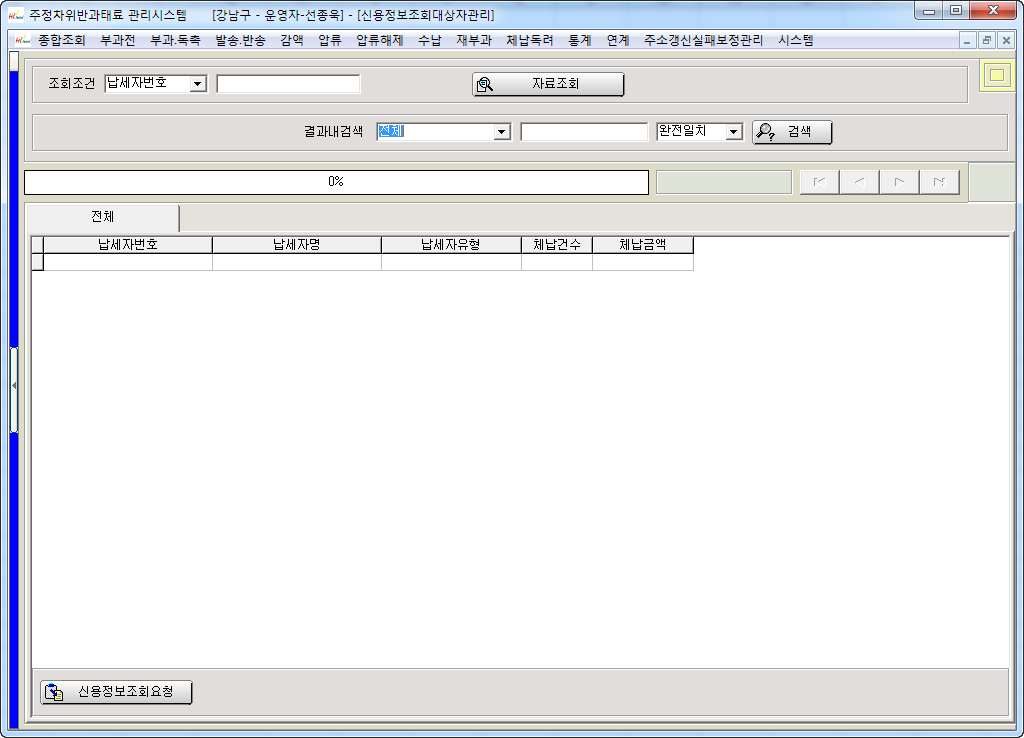 주정차위반과태료 관리시스템 [강남구 - 운영자-선종욱] - [신용정보조회대상자관리]
종합조회 부과전 부과.독촉 발송.반송 감액 압류 압류해제 수납 재부과 체납독려 통계 연계 주소갱신실패보정관리 시스템
조회조건 납세자번호 자료조회
결과내검색 전체 완전일치 검색
0%
전체
납세자번호 납세자명 납세자유형 체납건수 체납금액
신용정보조회요청